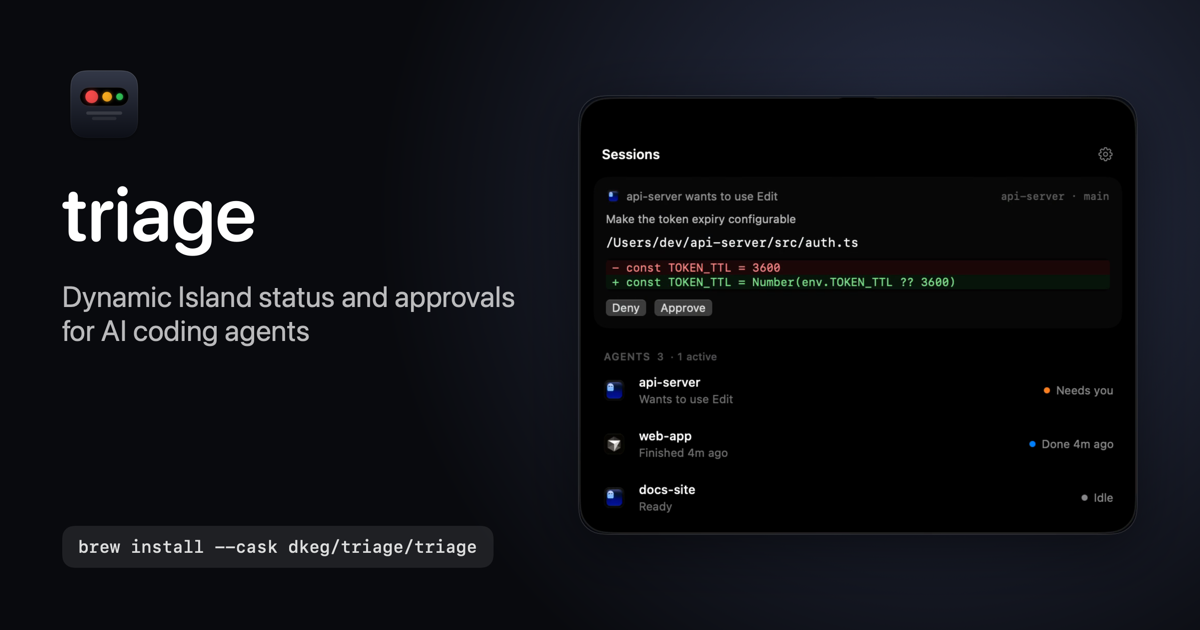 triage
Dynamic Island status and approvals
for AI coding agents
brew install --cask dkeg/triage/triage
Sessions
api-server wants to use Edit
api-server · main
Make the token expiry configurable
/Users/dev/api-server/src/auth.ts
− const TOKEN_TTL = 3600
+ const TOKEN_TTL = Number(env.TOKEN_TTL ?? 3600)
Deny
Approve
AGENTS 3 · 1 active
api-server
Wants to use Edit
Needs you
web-app
Finished 4m ago
Done 4m ago
docs-site
Ready
Idle